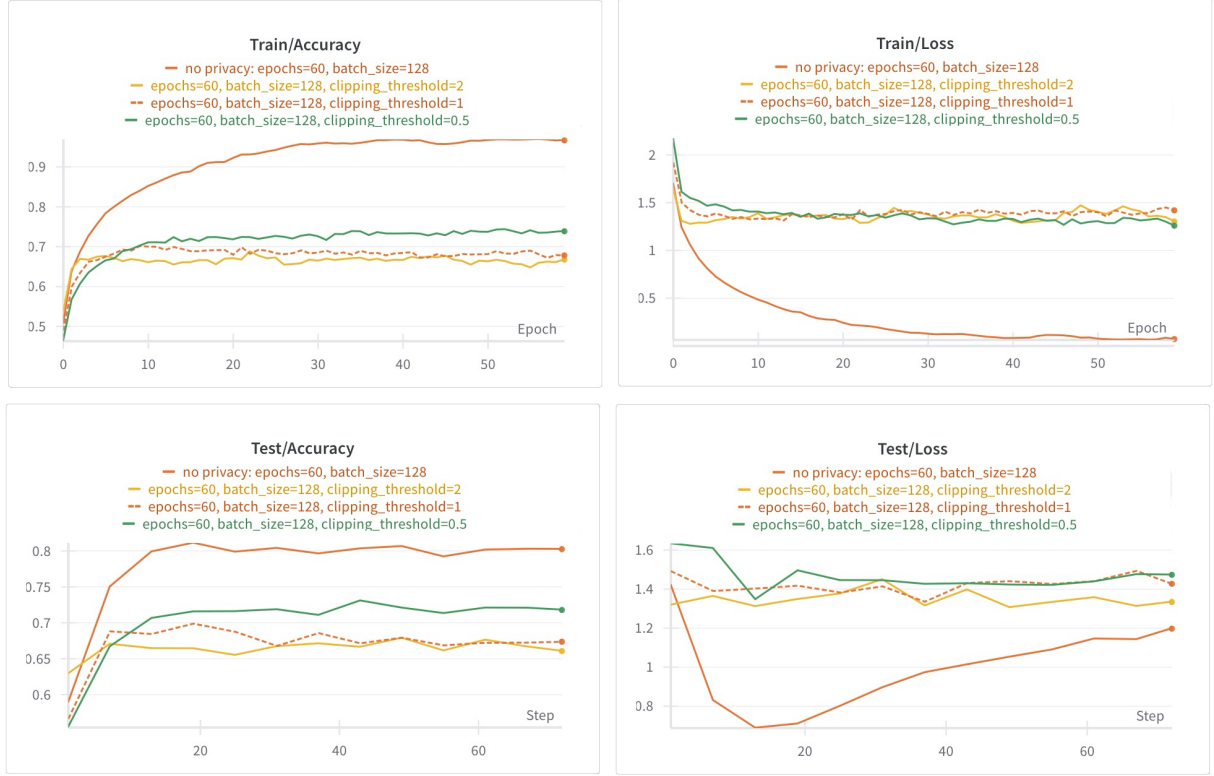 Train/Accuracy
no privacy: epochs=60, batch_size=128
epochs=60, batch_size=128, clipping_threshold=2
epochs=60, batch_size=128, clipping_threshold=1
epochs=60, batch_size=128, clipping_threshold=0.5
0.9
0.8
0.7
0.6
0.5
Epoch
0 10 20 30 40 50
Train/Loss
no privacy: epochs=60, batch_size=128
epochs=60, batch_size=128, clipping_threshold=2
epochs=60, batch_size=128, clipping_threshold=1
epochs=60, batch_size=128, clipping_threshold=0.5
2
1.5
1
0.5
Epoch
0 10 20 30 40 50
Test/Accuracy
no privacy: epochs=60, batch_size=128
epochs=60, batch_size=128, clipping_threshold=2
epochs=60, batch_size=128, clipping_threshold=1
epochs=60, batch_size=128, clipping_threshold=0.5
0.8
0.75
0.7
0.65
0.6
Step
20 40 60
Test/Loss
no privacy: epochs=60, batch_size=128
epochs=60, batch_size=128, clipping_threshold=2
epochs=60, batch_size=128, clipping_threshold=1
epochs=60, batch_size=128, clipping_threshold=0.5
1.6
1.4
1.2
1
0.8
Step
20 40 60